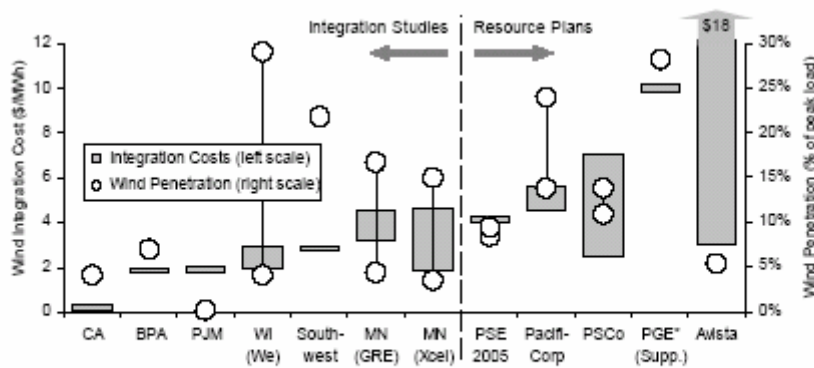 Integration Studies
Resource Plans
$18
Wind Integration Cost ($/MWh)
12
10
8
6
4
2
0
Integration Costs (left scale)
Wind Penetration (right scale)
30%
25%
20%
15%
10%
5%
0%
Wind Penetration (% of peak load)
CA
BPA
PJM
WI
(We)
South-
west
MN
(GRE)
MN
(Xcel)
PSE
2005
Pacifi-
Corp
PSCo
PGE*
(Supp.)
Avista